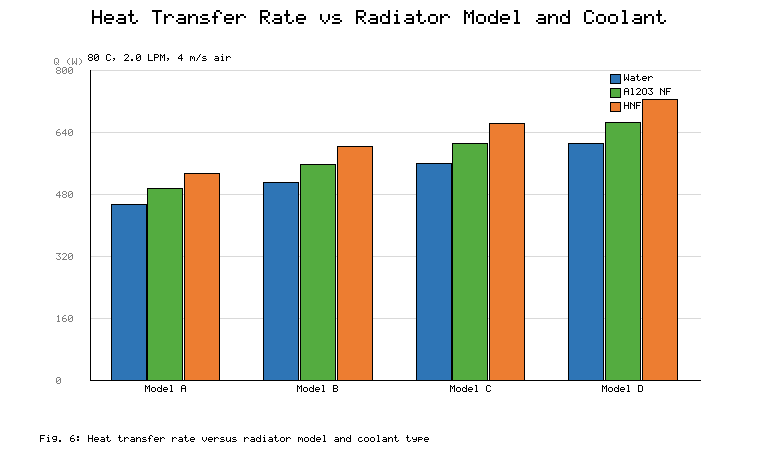 Heat Transfer Rate vs Radiator Model and Coolant
80 C, 2.0 LPM, 4 m/s air
Q (W)
800
Water
Al2O3 NF
HNF
640
480
320
160
0
Model A
Model B
Model C
Model D
Fig. 6: Heat transfer rate versus radiator model and coolant type